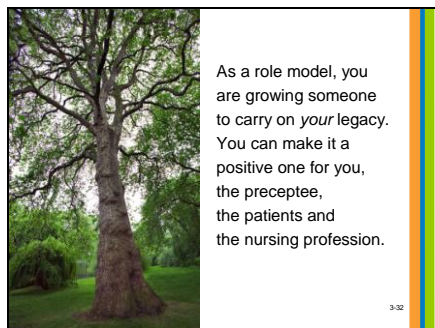 As a role model, you
are growing someone
to carry on your legacy.
You can make it a
positive one for you,
the preceptee,
the patients and
the nursing profession.
3-32